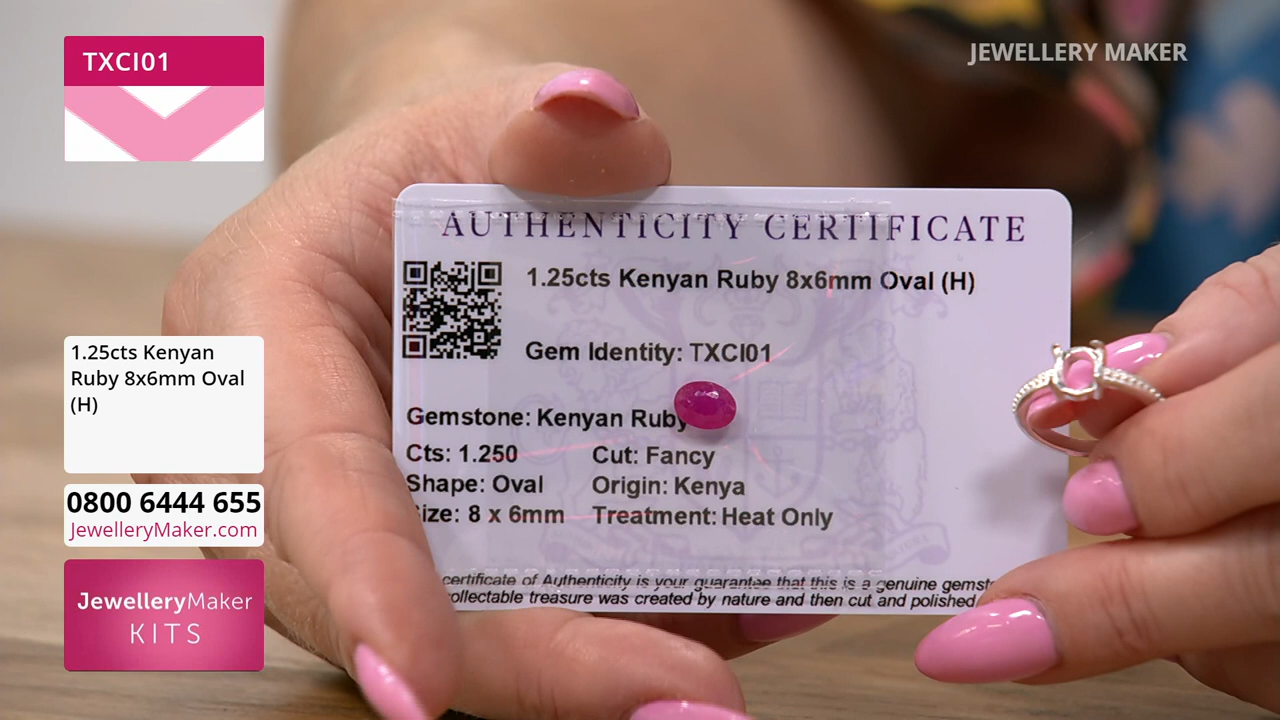 TXCI01
JEWELLERY MAKER
AUTHENTICITY CERTIFICATE
1.25cts Kenyan Ruby 8x6mm Oval (H)
Gem Identity: TXCI01
Gemstone: Kenyan Ruby
Cts: 1.250 Cut: Fancy
Shape: Oval Origin: Kenya
ize: 8 x 6mm Treatment: Heat Only
certificate of Authenticity is your guarantee that this is a genuine
collectable treasure was created by nature and then cut and polished
1.25cts Kenyan
Ruby 8x6mm Oval
(H)
0800 6444 655
JewelleryMaker.com
JewelleryMaker
KITS